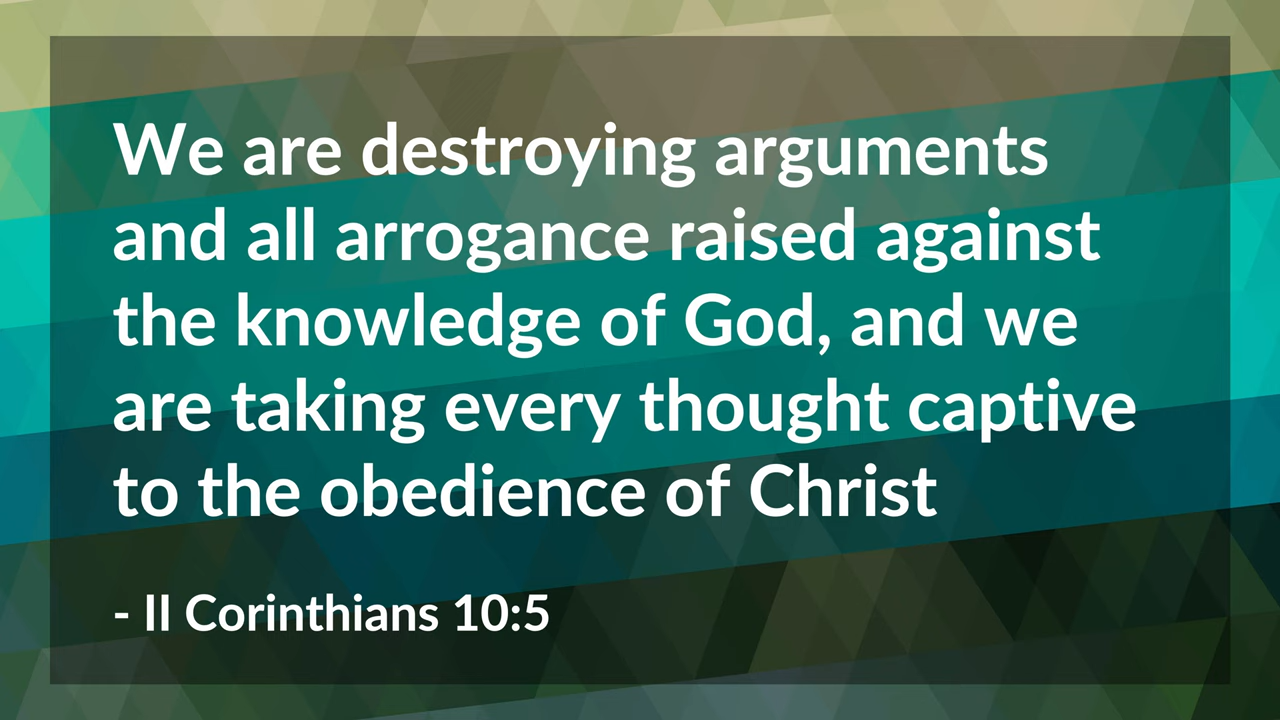 We are destroying arguments
and all arrogance raised against
the knowledge of God, and we
are taking every thought captive
to the obedience of Christ
- II Corinthians 10:5